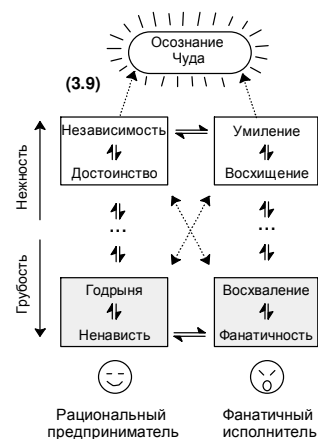 Осознание
Чуда
(3.9)
Независимость
Умиление
Достоинство
Восхищение
Нежность
...
...
Грубость
Годрыня
Восхваление
Ненависть
Фанатичность
Рациональный
предприниматель
Фанатичный
исполнитель